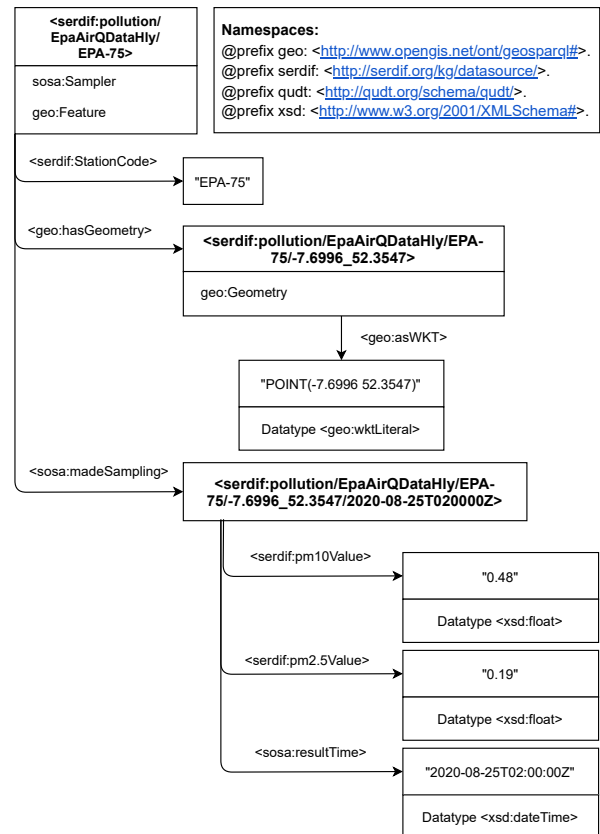 <serdif:pollution/
EpaAirQDataHly/
EPA-75>
sosa:Sampler
geo:Feature
Namespaces:
@prefix geo: <http://www.opengis.net/ont/geosparql#>.
@prefix serdif: <http://serdif.org/kg/datasource/>.
@prefix qudt: <http://qudt.org/schema/qudt/>.
@prefix xsd: <http://www.w3.org/2001/XMLSchema#>.
<serdif:StationCode>
"EPA-75"
<geo:hasGeometry>
<serdif:pollution/EpaAirQDataHly/EPA-
75/-7.6996_52.3547>
geo:Geometry
<geo:asWKT>
"POINT(-7.6996 52.3547)"
Datatype <geo:wktLiteral>
<sosa:madeSampling>
<serdif:pollution/EpaAirQDataHly/EPA-
75/-7.6996_52.3547/2020-08-25T020000Z>
<serdif:pm10Value>
"0.48"
Datatype <xsd:float>
<serdif:pm2.5Value>
"0.19"
Datatype <xsd:float>
<sosa:resultTime>
"2020-08-25T02:00:00Z"
Datatype <xsd:dateTime>